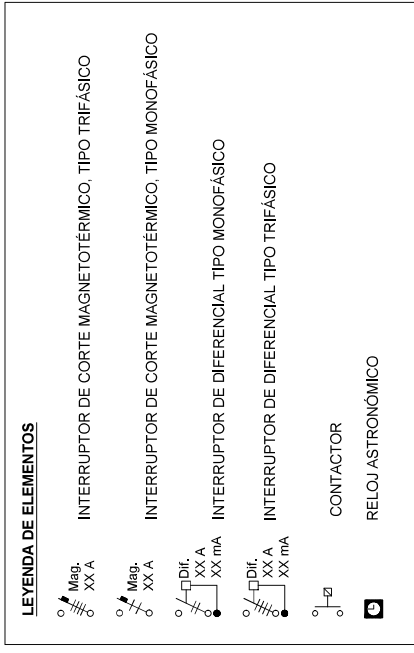 LEYENDA DE ELEMENTOS
Mag.
XX A
INTERRUPTOR DE CORTE MAGNETOTÉRMICO, TIPO TRIFÁSICO
Mag.
XX A
INTERRUPTOR DE CORTE MAGNETOTÉRMICO, TIPO MONOFÁSICO
Dif.
XX A
XX mA
INTERRUPTOR DE DIFERENCIAL TIPO MONOFÁSICO
Dif.
XX A
XX mA
INTERRUPTOR DE DIFERENCIAL TIPO TRIFÁSICO
CONTACTOR
RELOJ ASTRONÓMICO